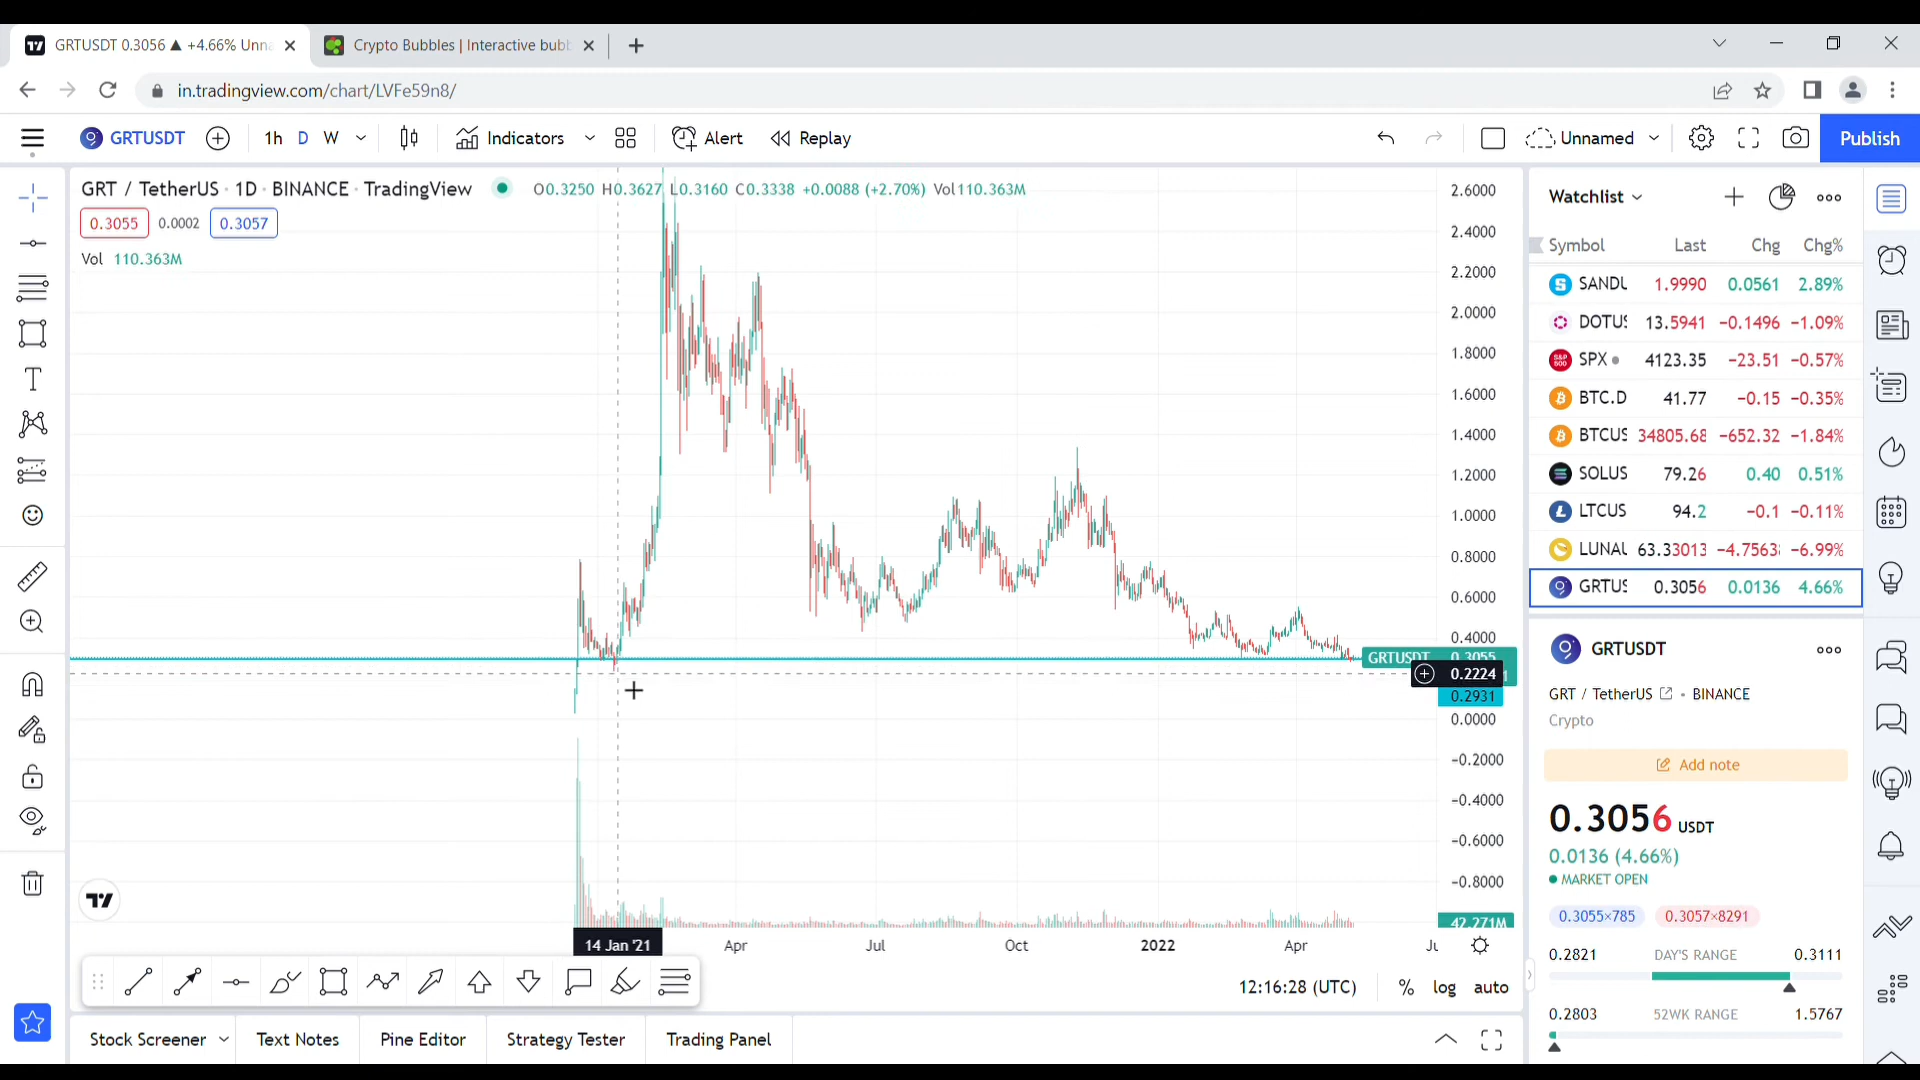 GRTUSDT 0.3056 ▲ +4.66% Unna
Crypto Bubbles | Interactive bubb
in.tradingview.com/chart/LVFe59n8/
GRTUSDT 1h D W Indicators Alert Replay Unnamed Publish
GRT / TetherUS · 1D · BINANCE · TradingView O0.3250 H0.3627 L0.3160 C0.3338 +0.0088 (+2.70%) Vol110.363M
0.3055 0.0002 0.3057
Vol 110.363M
2.6000
2.4000
2.2000
2.0000
1.8000
1.6000
1.4000
1.2000
1.0000
0.8000
0.6000
0.4000
GRTUSDT 0.3055
0.2224
0.2931
0.0000
−0.2000
−0.4000
−0.6000
−0.8000
42.271M
14 Jan '21 Apr Jul Oct 2022 Apr Ju
12:16:28 (UTC) % log auto
Stock Screener Text Notes Pine Editor Strategy Tester Trading Panel
Watchlist
Symbol Last Chg Chg%
SANDU 1.9990 0.0561 2.89%
DOTUS 13.5941 −0.1496 −1.09%
S&P 500 SPX 4123.35 −23.51 −0.57%
BTC.D 41.77 −0.15 −0.35%
BTCUS 34805.68 −652.32 −1.84%
SOLUS 79.26 0.40 0.51%
LTCUS 94.2 −0.1 −0.11%
LUNAU 63.33013 −4.7563 −6.99%
GRTUS 0.3056 0.0136 4.66%
GRTUSDT
GRT / TetherUS • BINANCE
Crypto
Add note
0.3056 USDT
0.0136 (4.66%)
MARKET OPEN
0.3055×785 0.3057×8291
0.2821 DAY'S RANGE 0.3111
0.2803 52WK RANGE 1.5767